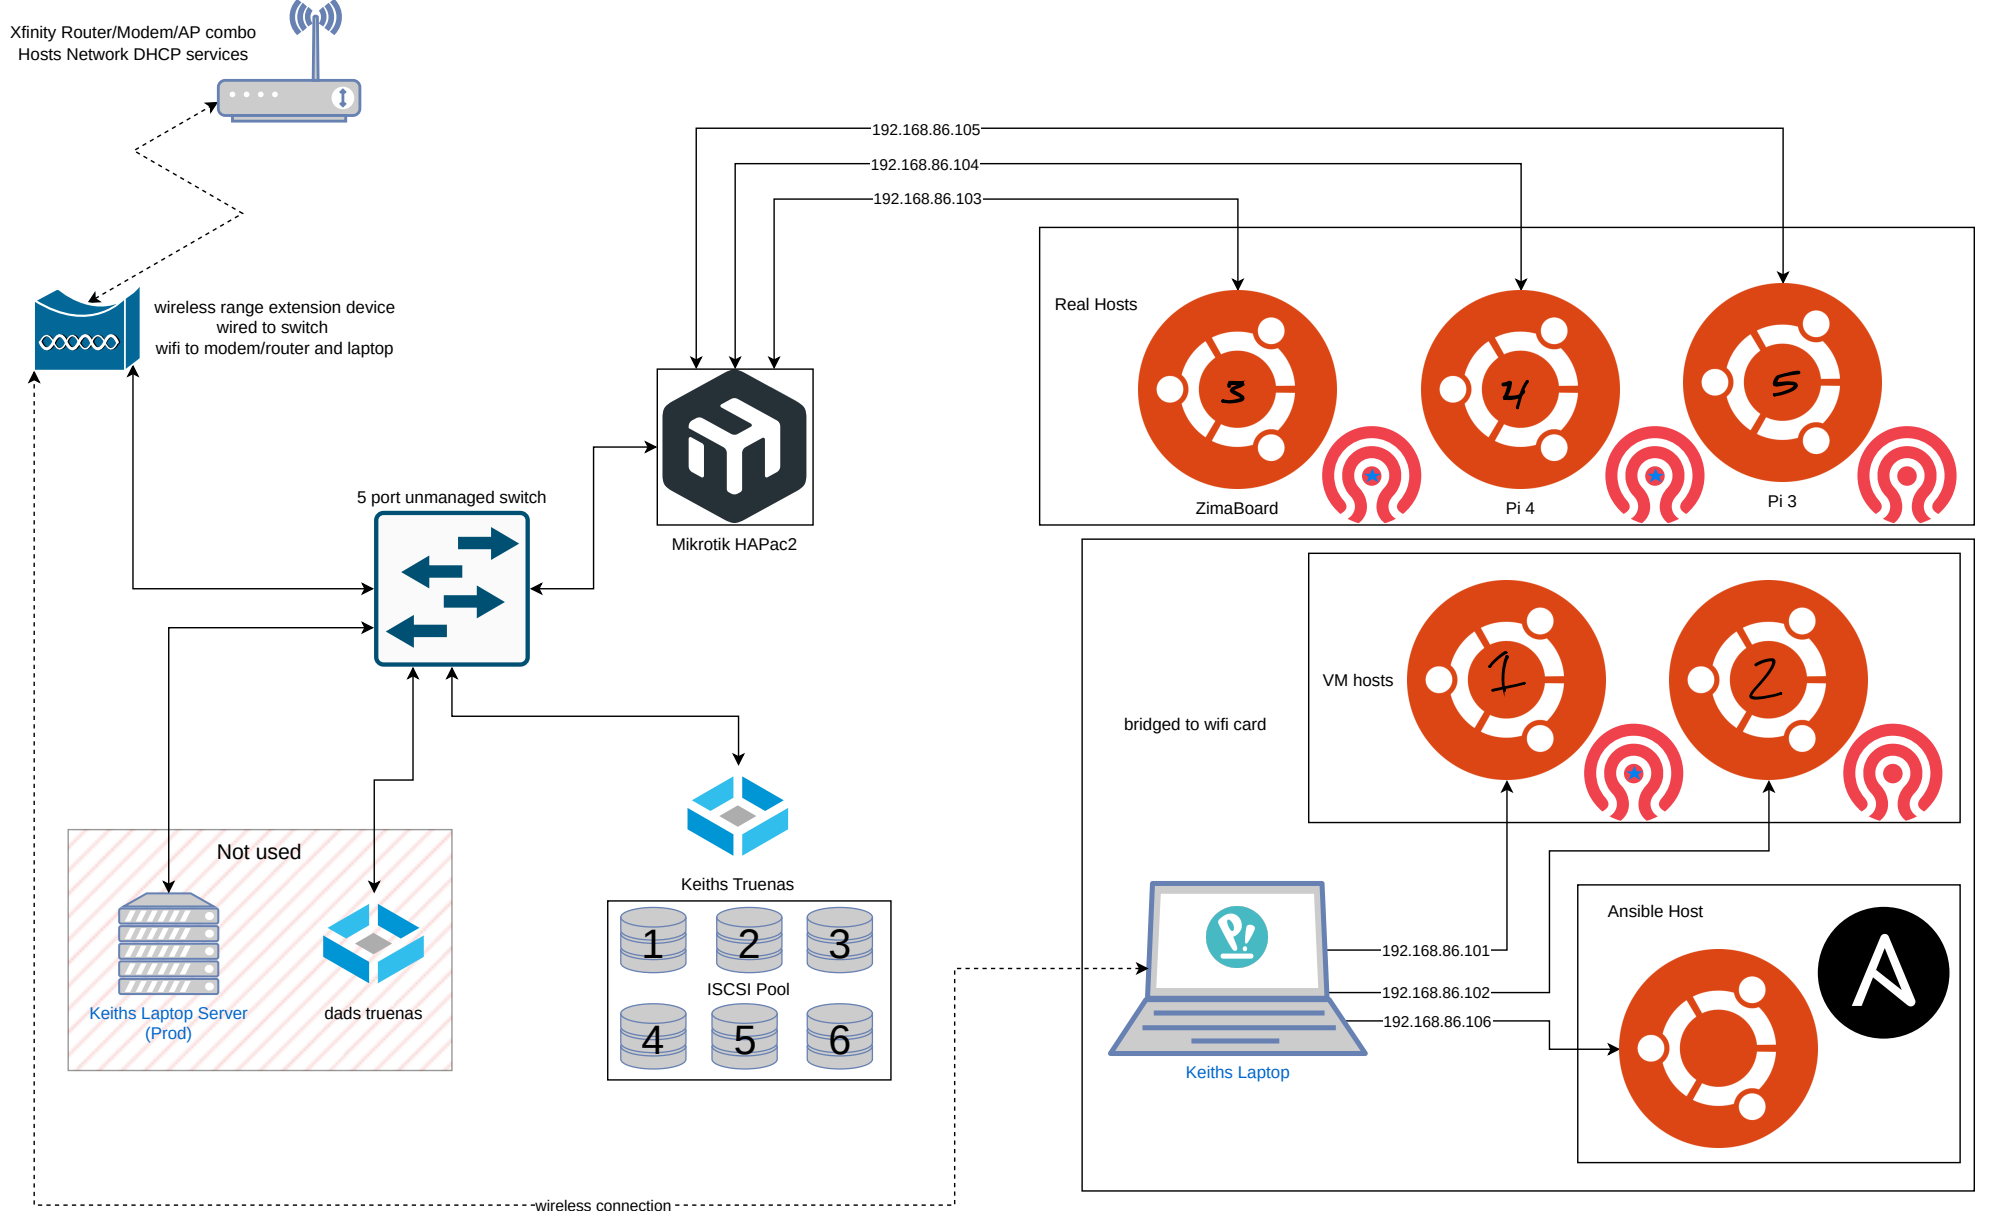 Xfinity Router/Modem/AP combo
Hosts Network DHCP services
192.168.86.105
192.168.86.104
192.168.86.103
wireless range extension device
wired to switch
wifi to modem/router and laptop
Real Hosts
3
4
5
ZimaBoard
Pi 4
Pi 3
5 port unmanaged switch
Mikrotik HAPac2
VM hosts
1
2
bridged to wifi card
Not used
Keiths Laptop Server
(Prod)
dads truenas
Keiths Truenas
1 2 3
ISCSI Pool
4 5 6
P!
192.168.86.101
192.168.86.102
192.168.86.106
Keiths Laptop
Ansible Host
A
wireless connection